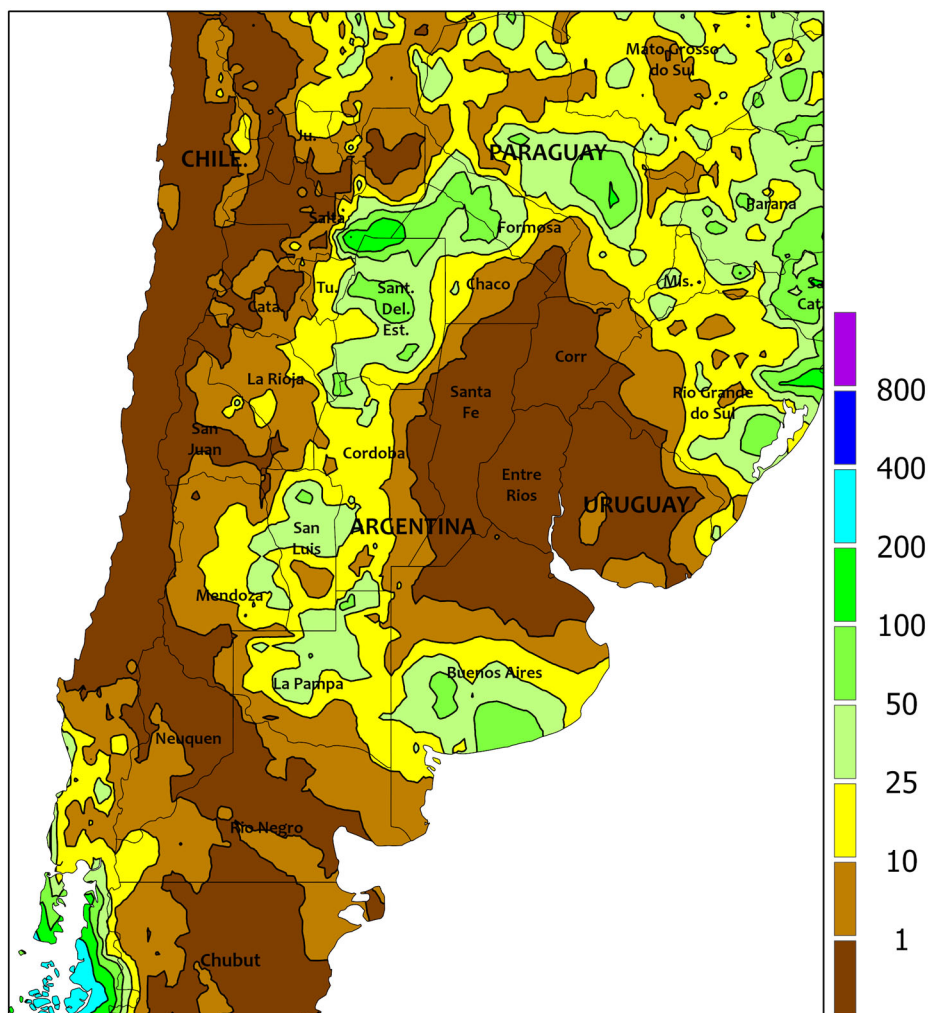 Mato Grosso
do Sul
Ju.
CHILE.
PARAGUAY
Salta
Parana
Formosa
Tu.
Sant.
Del.
Est.
Chaco
Mis.
Sa
Cat
Cata.
Corr
La Rioja
Santa
Fe
Rio Grande
do Sul
San
Juan
Cordoba
Entre
Rios
URUGUAY
ARGENTINA
San
Luis
Mendoza
La Pampa
Buenos Aires
Neuquen
Rio Negro
Chubut
800
400
200
100
50
25
10
1